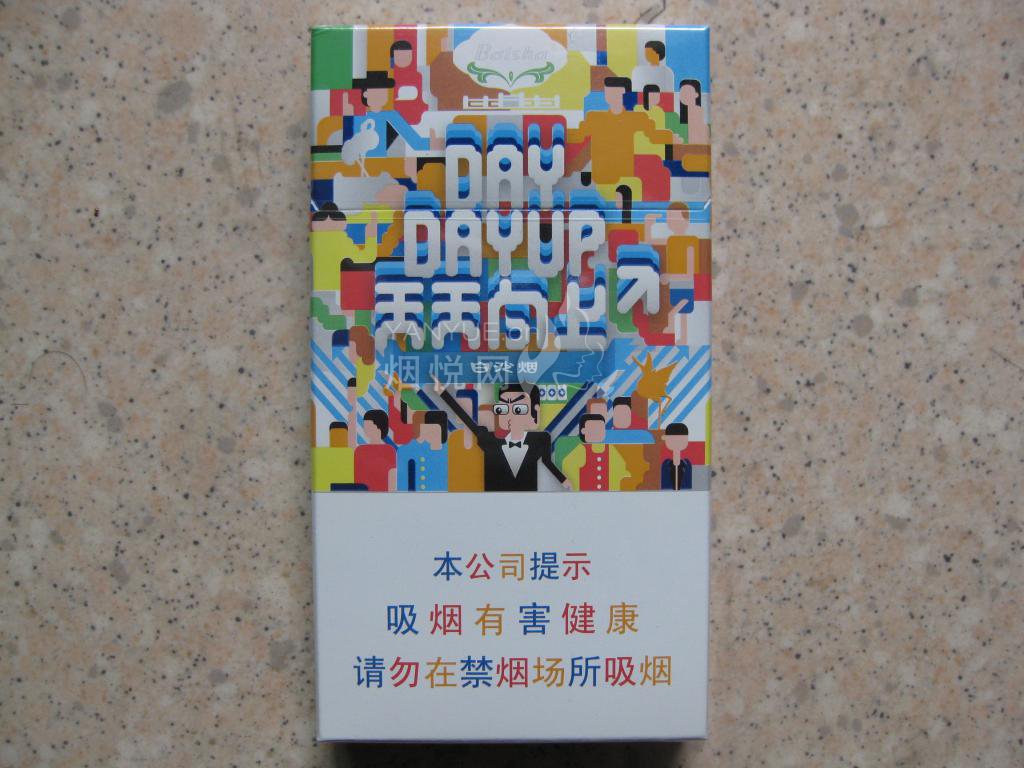 Baisha
DAY
DAYUP
天天向上
YANYUE.cn
烟悦网
白沙烟
本公司提示
吸烟有害健康
请勿在禁烟场所吸烟